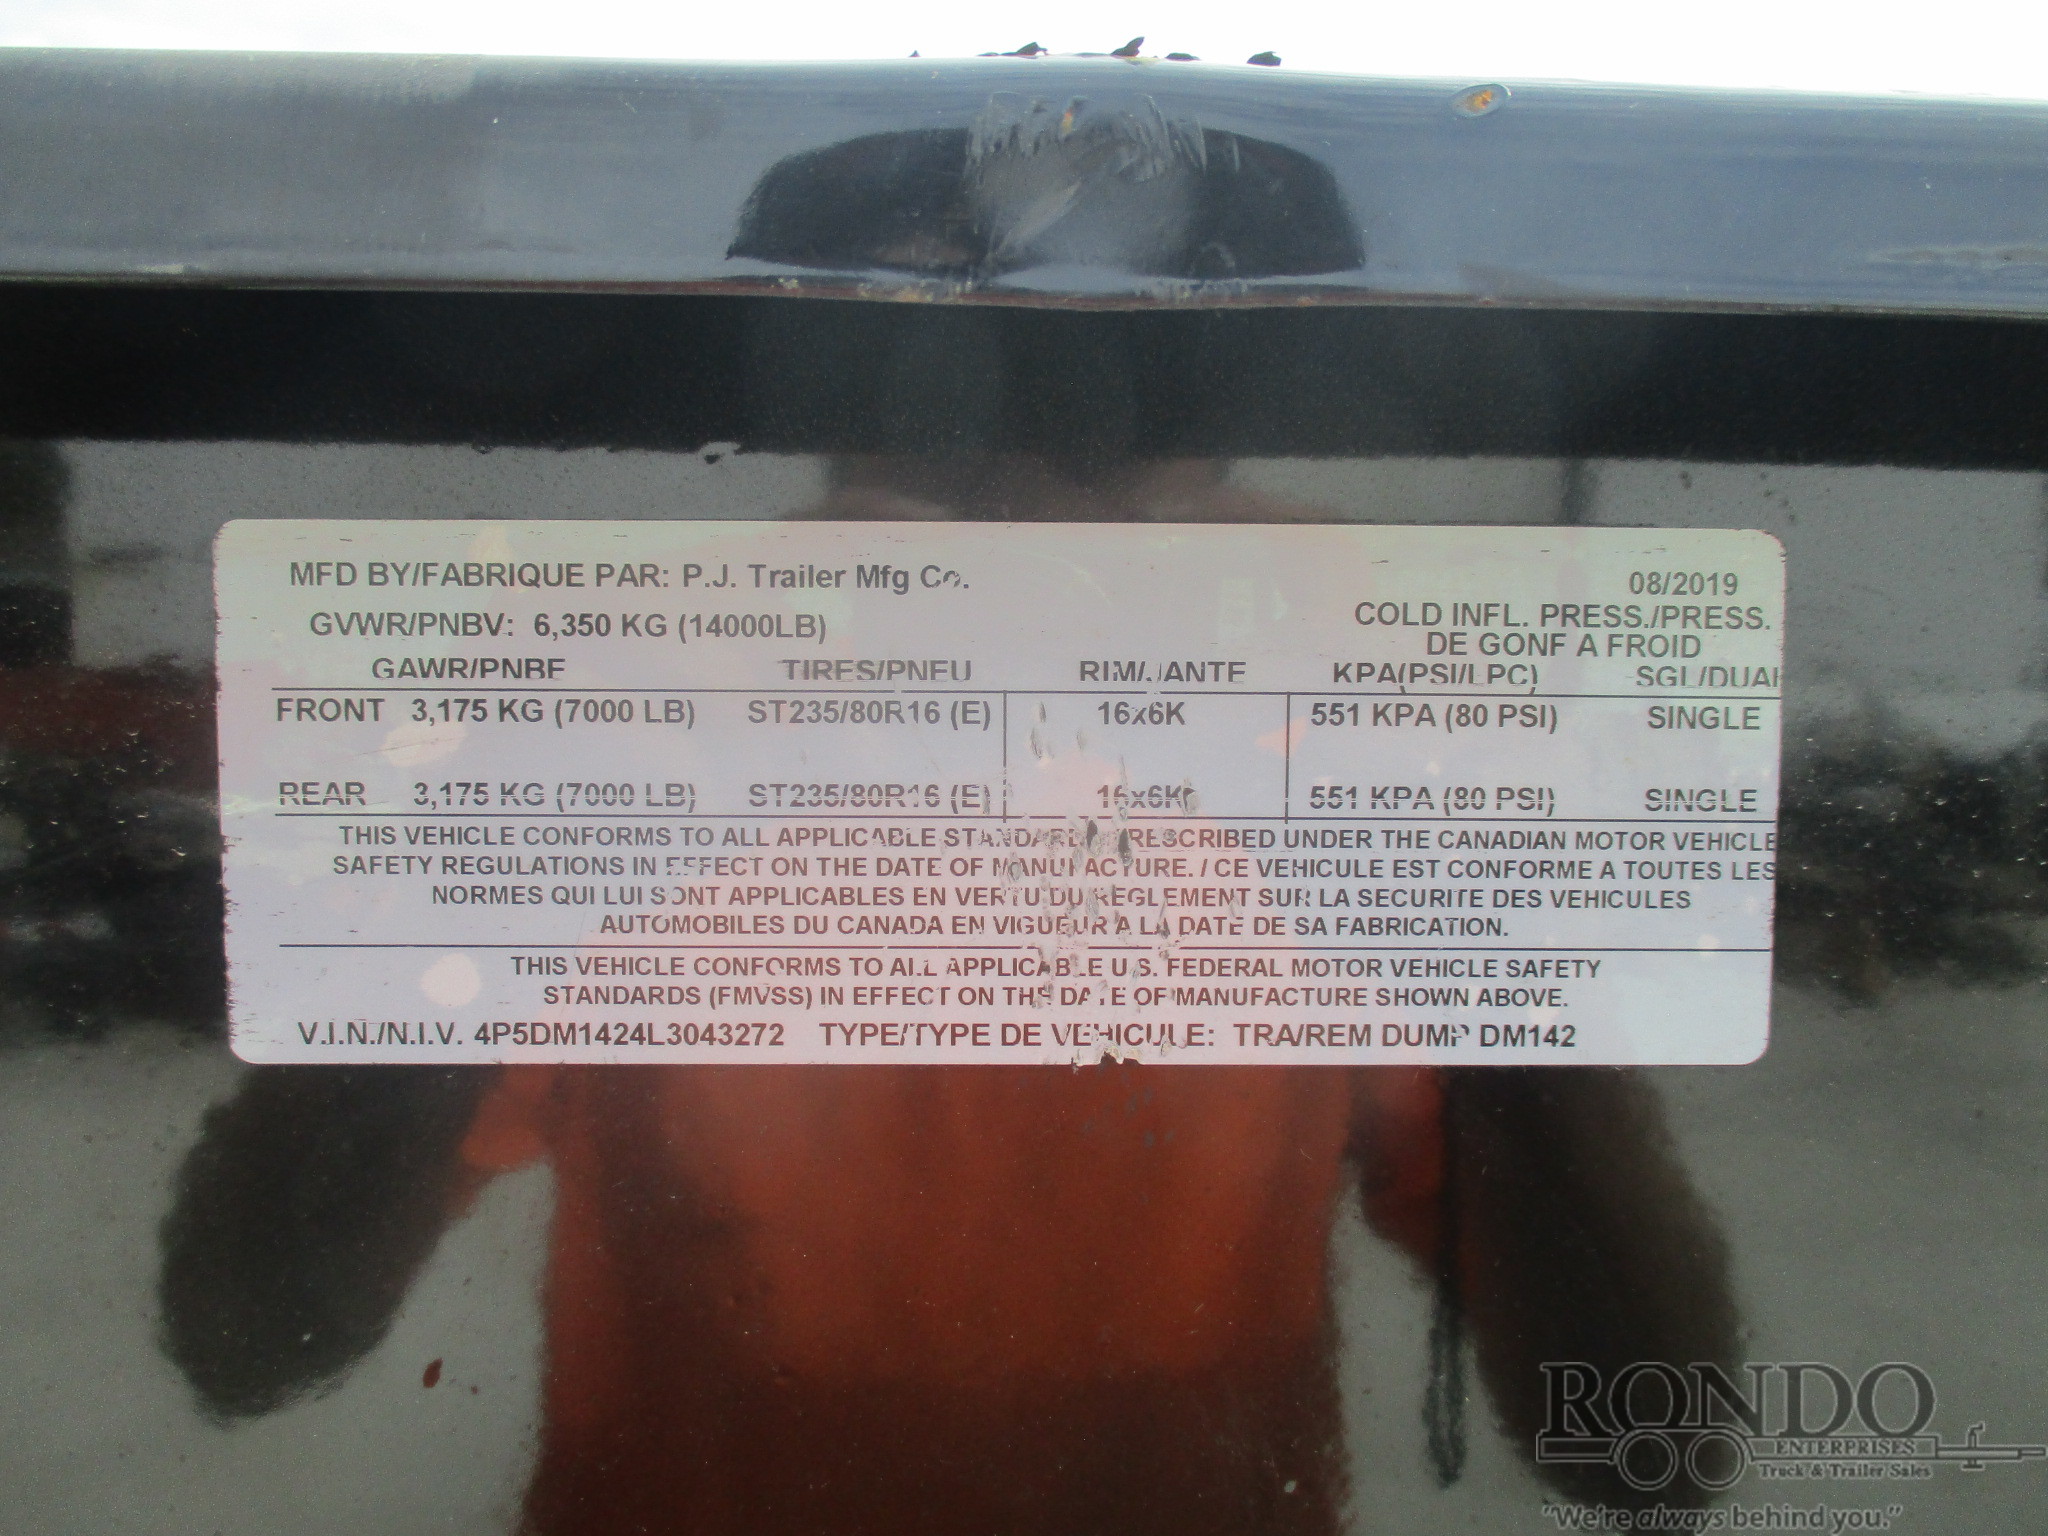 MFD BY/FABRIQUE PAR: P.J. Trailer Mfg Co. 08/2019
GVWR/PNBV: 6,350 KG (14000LB) COLD INFL. PRESS./PRESS.
DE GONF A FROID
GAWR/PNBE TIRES/PNEU RIM/JANTE KPA(PSI/LPC) SGL/DUAL
FRONT 3,175 KG (7000 LB) ST235/80R16 (E) 16x6K 551 KPA (80 PSI) SINGLE
REAR 3,175 KG (7000 LB) ST235/80R16 (E) 16x6K 551 KPA (80 PSI) SINGLE
THIS VEHICLE CONFORMS TO ALL APPLICABLE STANDARDS PRESCRIBED UNDER THE CANADIAN MOTOR VEHICLE
SAFETY REGULATIONS IN EFFECT ON THE DATE OF MANUFACTURE. / CE VEHICULE EST CONFORME A TOUTES LES
NORMES QUI LUI SONT APPLICABLES EN VERTU DU REGLEMENT SUR LA SECURITE DES VEHICULES
AUTOMOBILES DU CANADA EN VIGUEUR A LA DATE DE SA FABRICATION.
THIS VEHICLE CONFORMS TO ALL APPLICABLE U.S. FEDERAL MOTOR VEHICLE SAFETY
STANDARDS (FMVSS) IN EFFECT ON THE DATE OF MANUFACTURE SHOWN ABOVE.
V.I.N./N.I.V. 4P5DM1424L3043272 TYPE/TYPE DE VEHICULE: TRA/REM DUMP DM142
RONDO
ENTERPRISES
Truck & Trailer Sales
"We're always behind you."